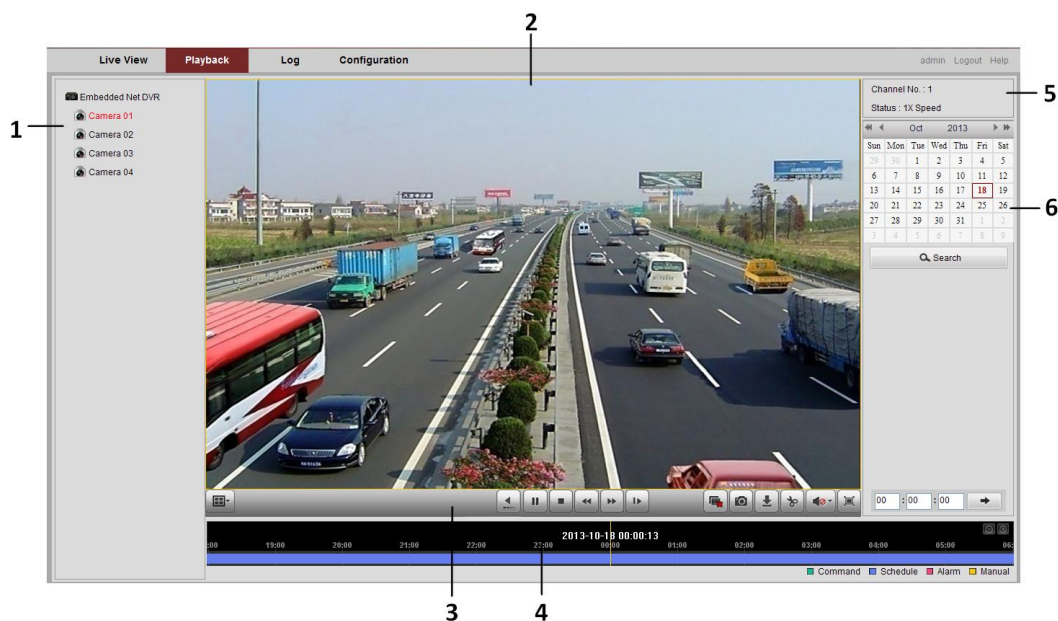 2
Live View Playback Log Configuration admin Logout Help
1
Embedded Net DVR
Camera 01
Camera 02
Camera 03
Camera 04
Channel No. : 1
Status : 1X Speed
5
Oct 2013
Sun Mon Tue Wed Thu Fri Sat
29 30 1 2 3 4 5
6 7 8 9 10 11 12
13 14 15 16 17 18 19
20 21 22 23 24 25 26
27 28 29 30 31 1 2
3 4 5 6 7 8 9
6
Search
00 : 00 : 00
2013-10-18 00:00:13
:00 19:00 20:00 21:00 22:00 23:00 00:00 01:00 02:00 03:00 04:00 05:00 06:
Command Schedule Alarm Manual
3 4